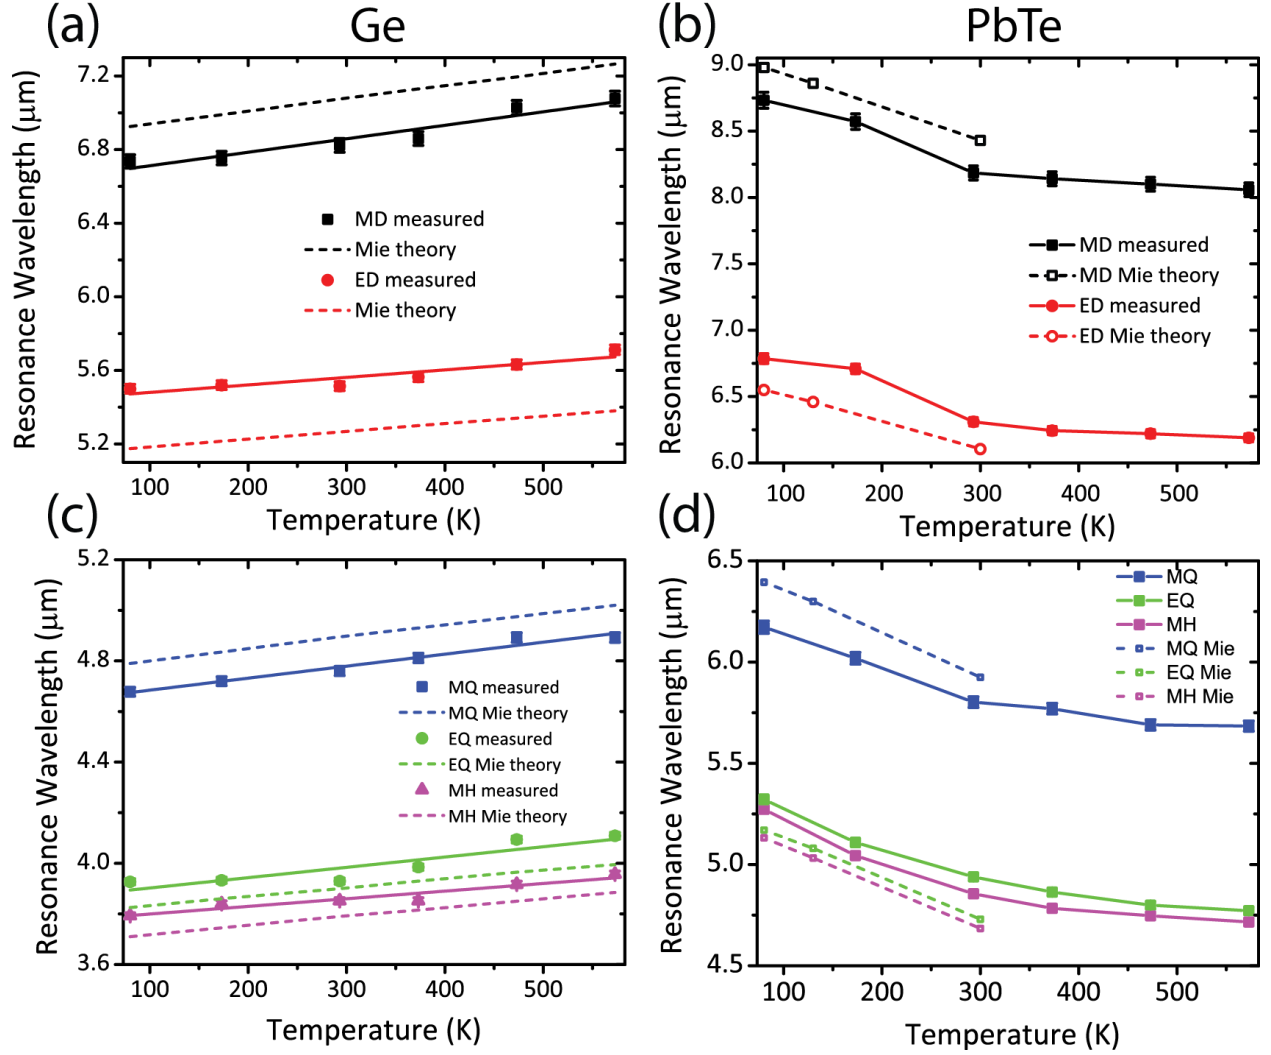 (a) Ge
Resonance Wavelength (μm)
7.2
6.8
6.4
6.0
5.6
5.2
MD measured
Mie theory
ED measured
Mie theory
100 200 300 400 500
Temperature (K)
(b) PbTe
Resonance Wavelength (μm)
9.0
8.5
8.0
7.5
7.0
6.5
6.0
MD measured
MD Mie theory
ED measured
ED Mie theory
100 200 300 400 500
Temperature (K)
(c)
Resonance Wavelength (μm)
5.2
4.8
4.4
4.0
3.6
MQ measured
MQ Mie theory
EQ measured
EQ Mie theory
MH measured
MH Mie theory
100 200 300 400 500
Temperature (K)
(d)
Resonance Wavelength (μm)
6.5
6.0
5.5
5.0
4.5
MQ
EQ
MH
MQ Mie
EQ Mie
MH Mie
100 200 300 400 500
Temperature (K)